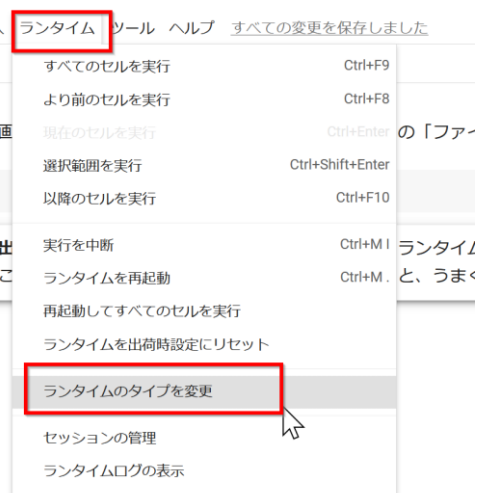 ランタイム ツール ヘルプ すべての変更を保存しました
すべてのセルを実行 Ctrl+F9
より前のセルを実行 Ctrl+F8
現在のセルを実行 Ctrl+Enter の「ファイ
選択範囲を実行 Ctrl+Shift+Enter
以降のセルを実行 Ctrl+F10
実行を中断 Ctrl+M I ランタイム
ランタイムを再起動 Ctrl+M . と、うまく
再起動してすべてのセルを実行
ランタイムを出荷時設定にリセット
ランタイムのタイプを変更
セッションの管理
ランタイムログの表示